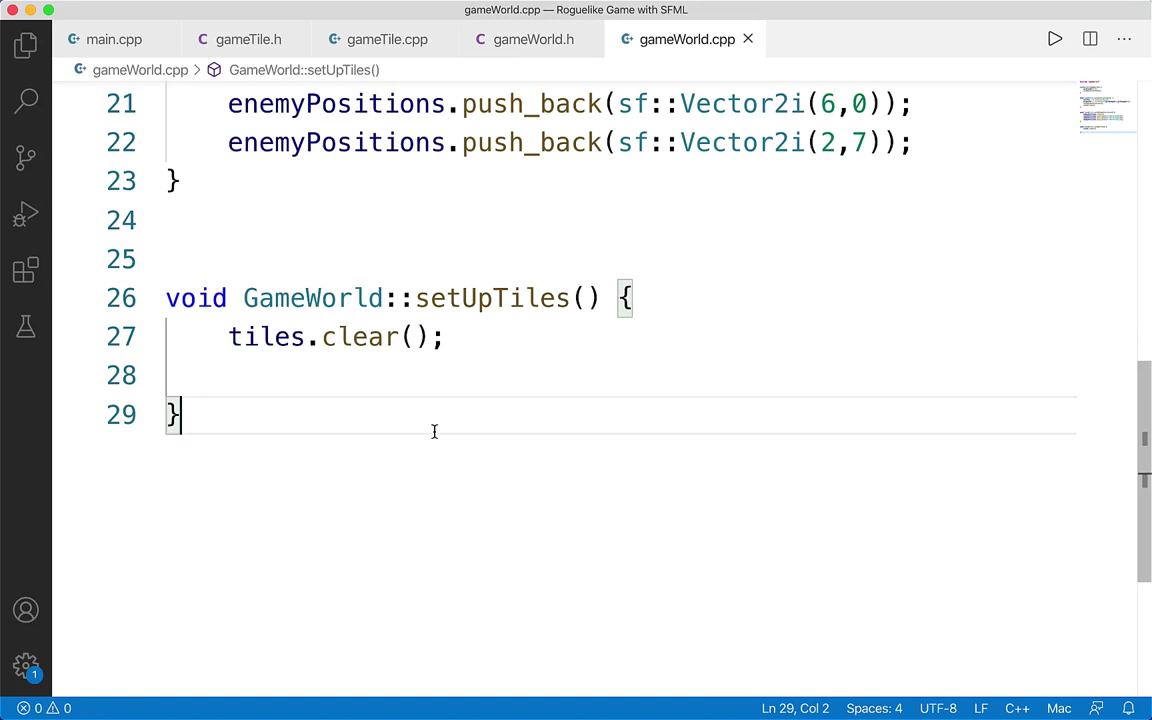 gameWorld.cpp — Roguelike Game with SFML
main.cpp gameTile.h gameTile.cpp gameWorld.h gameWorld.cpp
gameWorld.cpp > GameWorld::setUpTiles()
21 enemyPositions.push_back(sf::Vector2i(6,0));
22 enemyPositions.push_back(sf::Vector2i(2,7));
23 }
24
25
26 void GameWorld::setUpTiles() {
27 tiles.clear();
28
29 }
1
0 0 Ln 29, Col 2 Spaces: 4 UTF-8 LF C++ Mac